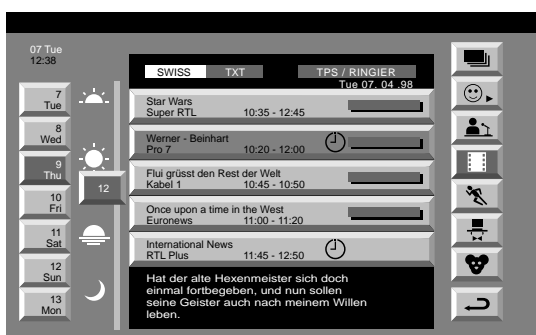 07 Tue
12:38
SWISS TXT TPS / RINGIER
Tue 07. 04 .98
7
Tue
8
Wed
9
Thu
10
Fri
11
Sat
12
Sun
13
Mon
12
Star Wars
Super RTL 10:35 - 12:45
Werner - Beinhart
Pro 7 10:20 - 12:00
Flui grüsst den Rest der Welt
Kabel 1 10:45 - 10:50
Once upon a time in the West
Euronews 11:00 - 11:20
International News
RTL Plus 11:45 - 12:50
Hat der alte Hexenmeister sich doch
einmal fortbegeben, und nun sollen
seine Geister auch nach meinem Willen
leben.